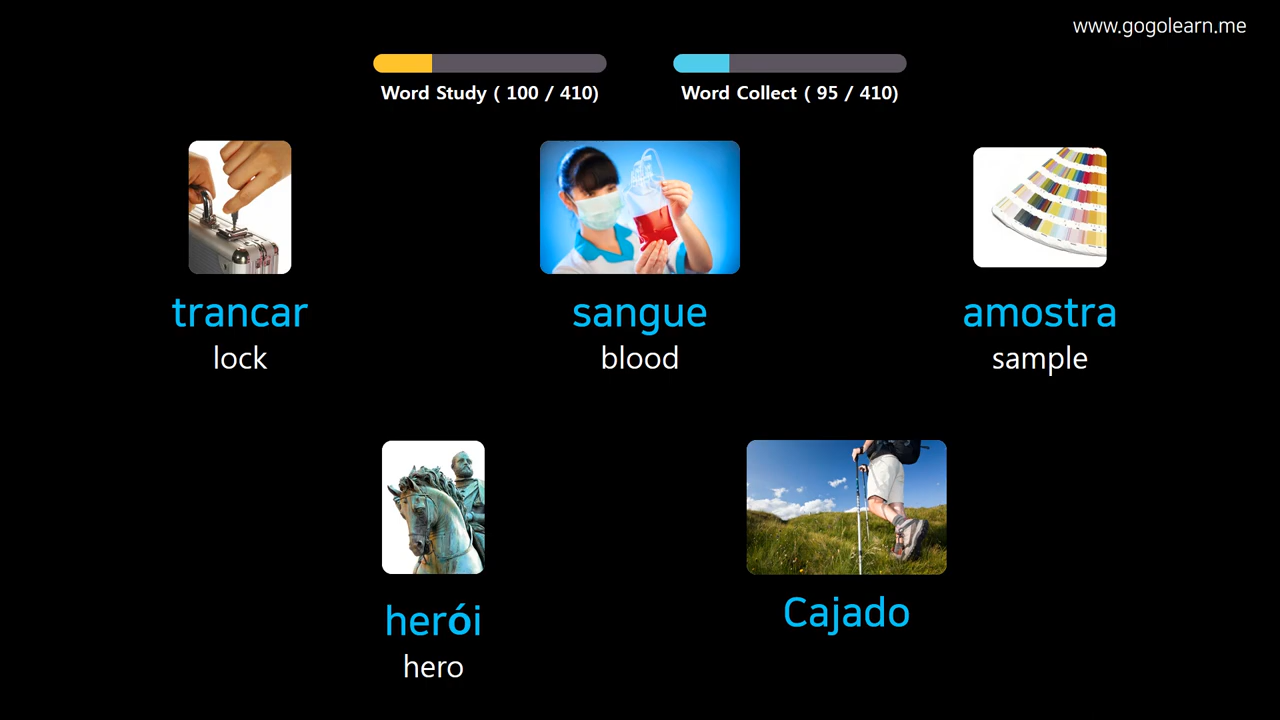 www.gogolearn.me
Word Study ( 100 / 410)
Word Collect ( 95 / 410)
trancar
lock
sangue
blood
amostra
sample
herói
hero
Cajado